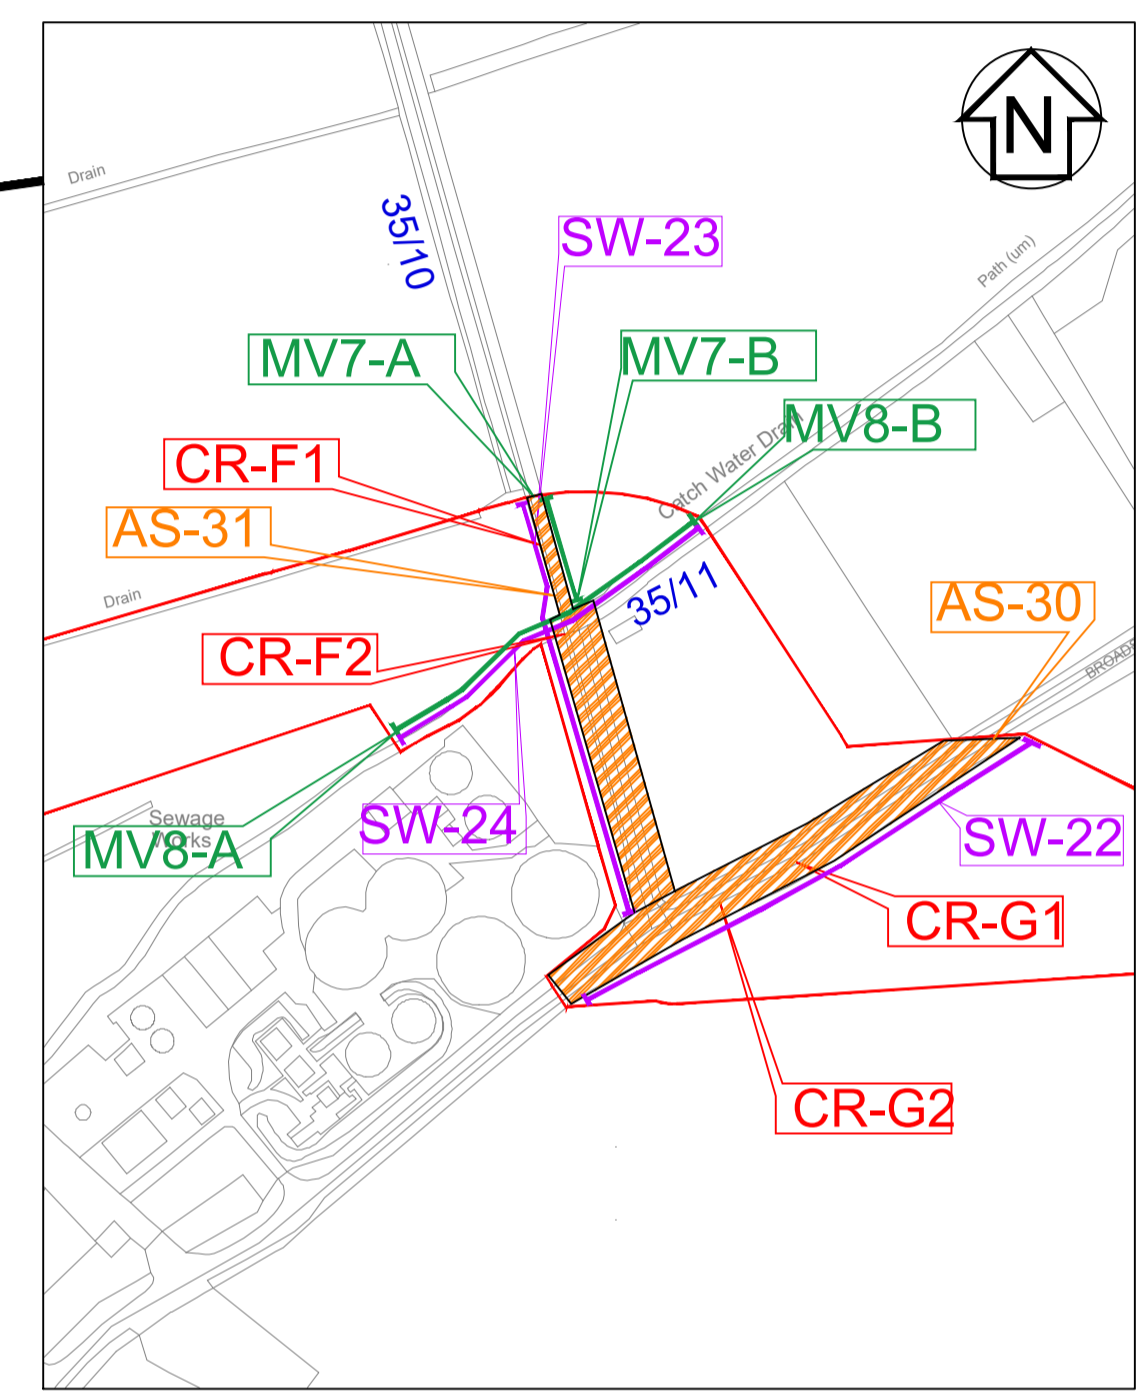 N
Drain
35/10
SW-23
Path (um)
MV7-A
MV7-B
MV8-B
Catch Water Drain
CR-F1
AS-31
35/11
AS-30
Drain
CR-F2
BROADS
Sewage
Works
MV8-A
SW-24
SW-22
CR-G1
CR-G2